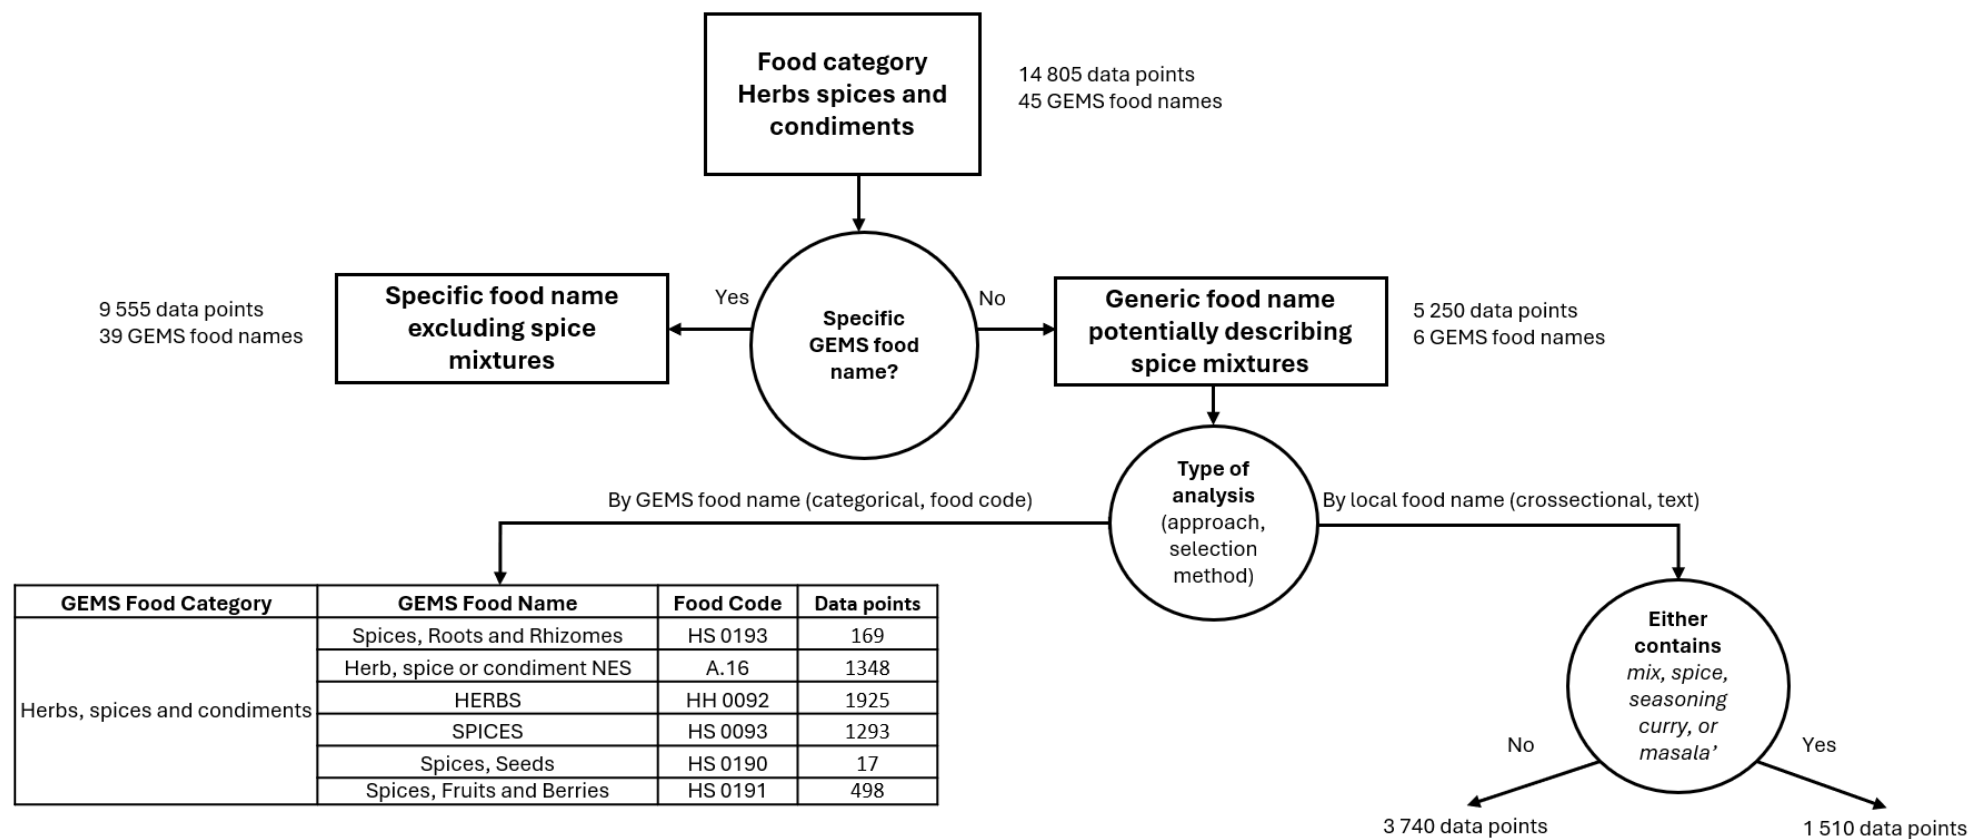 Food category
Herbs spices and
condiments
14 805 data points
45 GEMS food names
Specific food name
excluding spice
mixtures
9 555 data points
39 GEMS food names
Yes
Specific
GEMS food
name?
No
Generic food name
potentially describing
spice mixtures
5 250 data points
6 GEMS food names
Type of
analysis
(approach,
selection
method)
By GEMS food name (categorical, food code)
By local food name (crossectional, text)
GEMS Food Category GEMS Food Name Food Code Data points
Spices, Roots and Rhizomes HS 0193 169
Herb, spice or condiment NES A.16 1348
HERBS HH 0092 1925
Herbs, spices and condiments
SPICES HS 0093 1293
Spices, Seeds HS 0190 17
Spices, Fruits and Berries HS 0191 498
Either
contains
mix, spice,
seasoning
curry, or
masala’
No
Yes
3 740 data points
1 510 data points